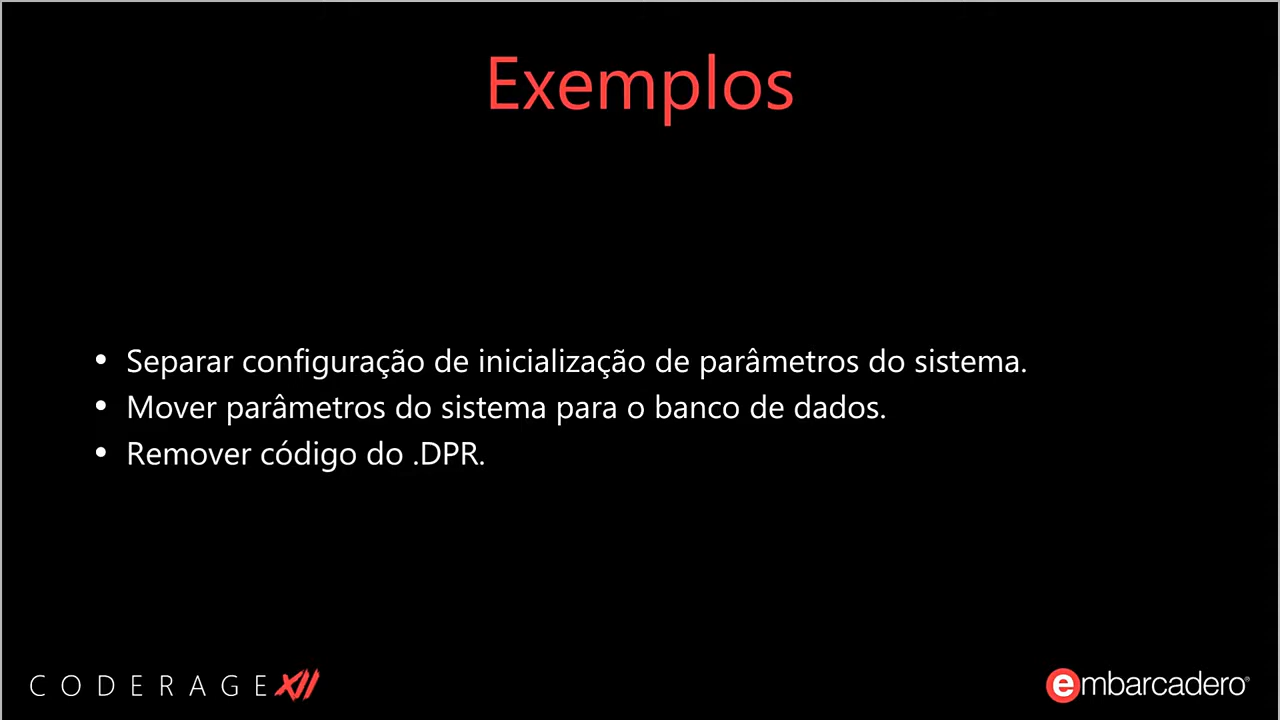 Exemplos
• Separar configuração de inicialização de parâmetros do sistema.
• Mover parâmetros do sistema para o banco de dados.
• Remover código do .DPR.
CODERAGE XII
embarcadero®